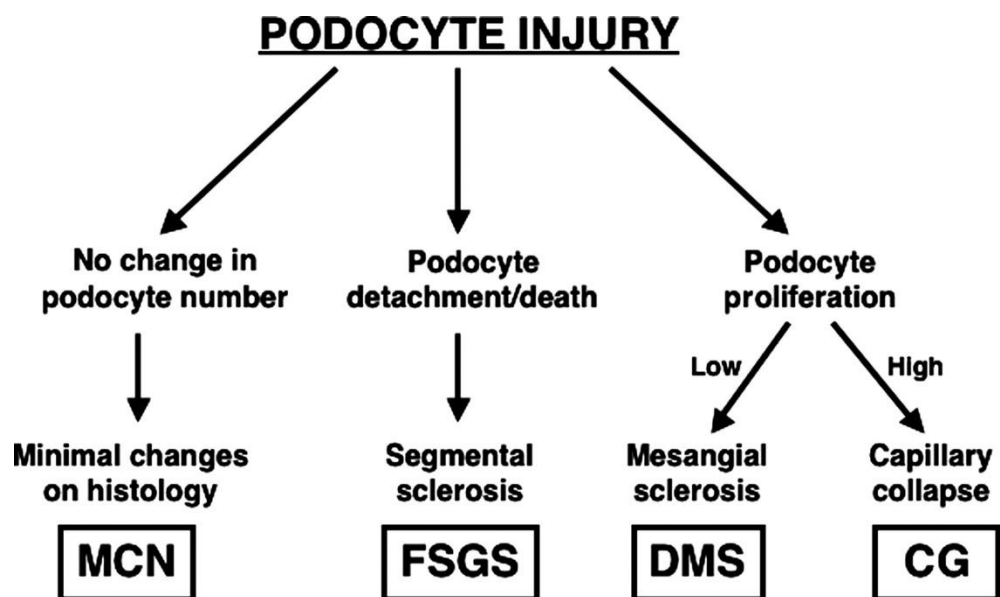 PODOCYTE INJURY
No change in
podocyte number
Podocyte
detachment/death
Podocyte
proliferation
Low
High
Minimal changes
on histology
Segmental
sclerosis
Mesangial
sclerosis
Capillary
collapse
MCN
FSGS
DMS
CG